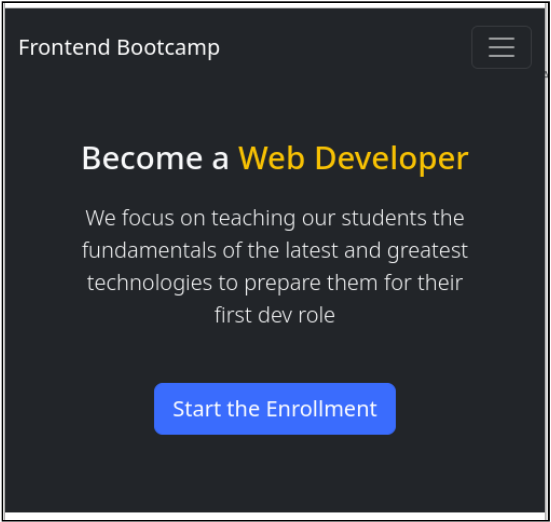 Frontend Bootcamp
Become a Web Developer
We focus on teaching our students the
fundamentals of the latest and greatest
technologies to prepare them for their
first dev role
Start the Enrollment